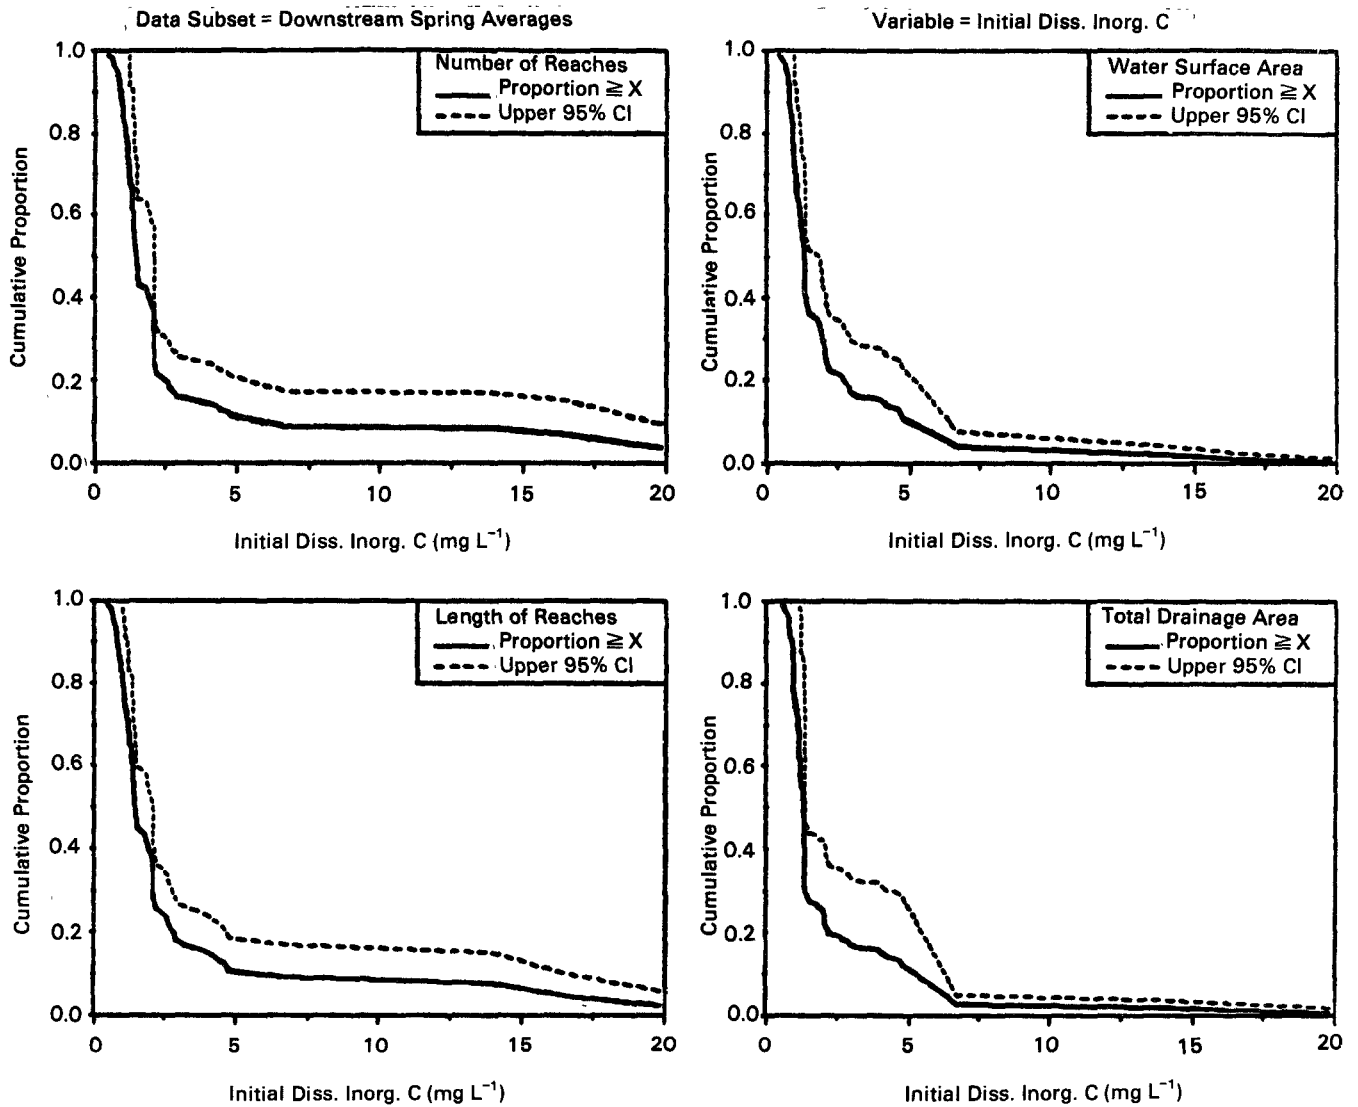 Data Subset = Downstream Spring Averages
Variable = Initial Diss. Inorg. C
Number of Reaches
Proportion ≧ X
Upper 95% CI
Cumulative Proportion
1.0
0.8
0.6
0.4
0.2
0.0
0 5 10 15 20
Initial Diss. Inorg. C (mg L⁻¹)
Water Surface Area
Proportion ≧ X
Upper 95% CI
Cumulative Proportion
1.0
0.8
0.6
0.4
0.2
0.0
0 5 10 15 20
Initial Diss. Inorg. C (mg L⁻¹)
Length of Reaches
Proportion ≧ X
Upper 95% CI
Cumulative Proportion
1.0
0.8
0.6
0.4
0.2
0.0
0 5 10 15 20
Initial Diss. Inorg. C (mg L⁻¹)
Total Drainage Area
Proportion ≧ X
Upper 95% CI
Cumulative Proportion
1.0
0.8
0.6
0.4
0.2
0.0
0 5 10 15 20
Initial Diss. Inorg. C (mg L⁻¹)